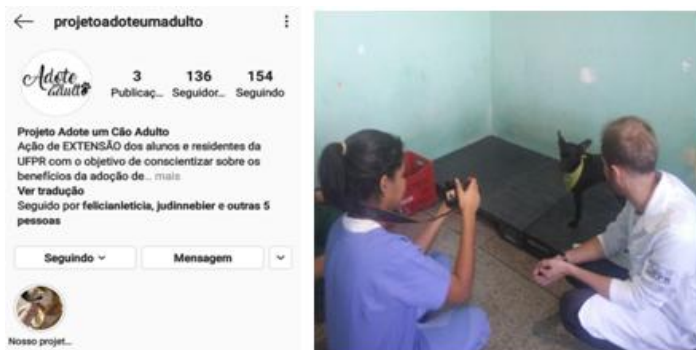 projetoadoteumadulto
Adote
adulto
3 136 154
Publicaç... Seguidor... Seguindo
Projeto Adote um Cão Adulto
Ação de EXTENSÃO dos alunos e residentes da
UFPR com o objetivo de conscientizar sobre os
benefícios da adoção de... mais
Ver tradução
Seguido por felicianleticia, judinnebier e outras 5
pessoas
Seguindo Mensagem
Nosso projet...